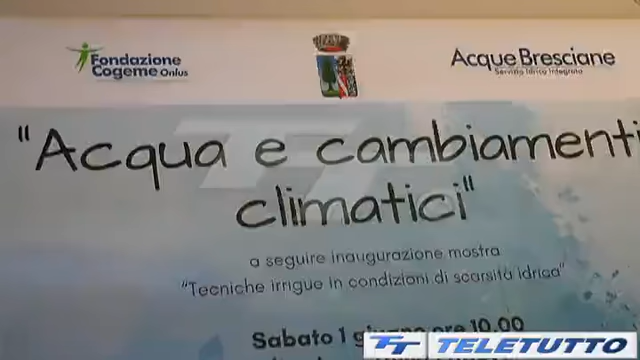 Fondazione
Cogeme Onlus
Acque Bresciane
Servizio Idrico Integrato
"Acqua e cambiamenti
climatici"
a seguire inaugurazione mostra
"Tecniche irrigue in condizioni di scarsità idrica"
Sabato 1 giugno ore 10.00
TT TELETUTTO